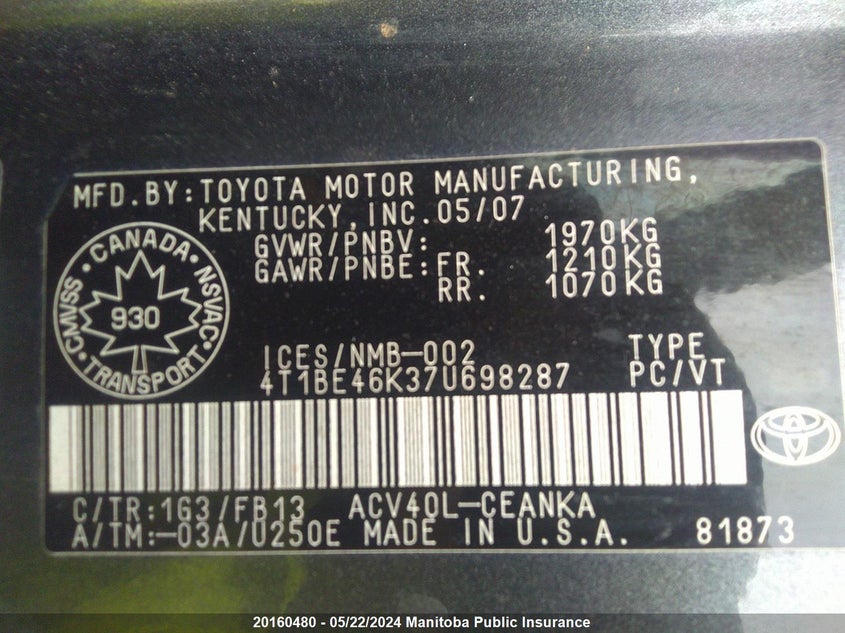 MFD.BY:TOYOTA MOTOR MANUFACTURING,
KENTUCKY,INC.05/07
GVWR/PNBV: 1970KG
GAWR/PNBE:FR. 1210KG
RR. 1070KG
CMVSS · CANADA · NSVAC · TRANSPORT ·
930
ICES/NMB-002 TYPE
4T1BE46K37U698287 PC/VT
C/TR:1G3/FB13 ACV40L-CEANKA
A/TM:-03A/U250E MADE IN U.S.A. 81873
20160480 - 05/22/2024 Manitoba Public Insurance